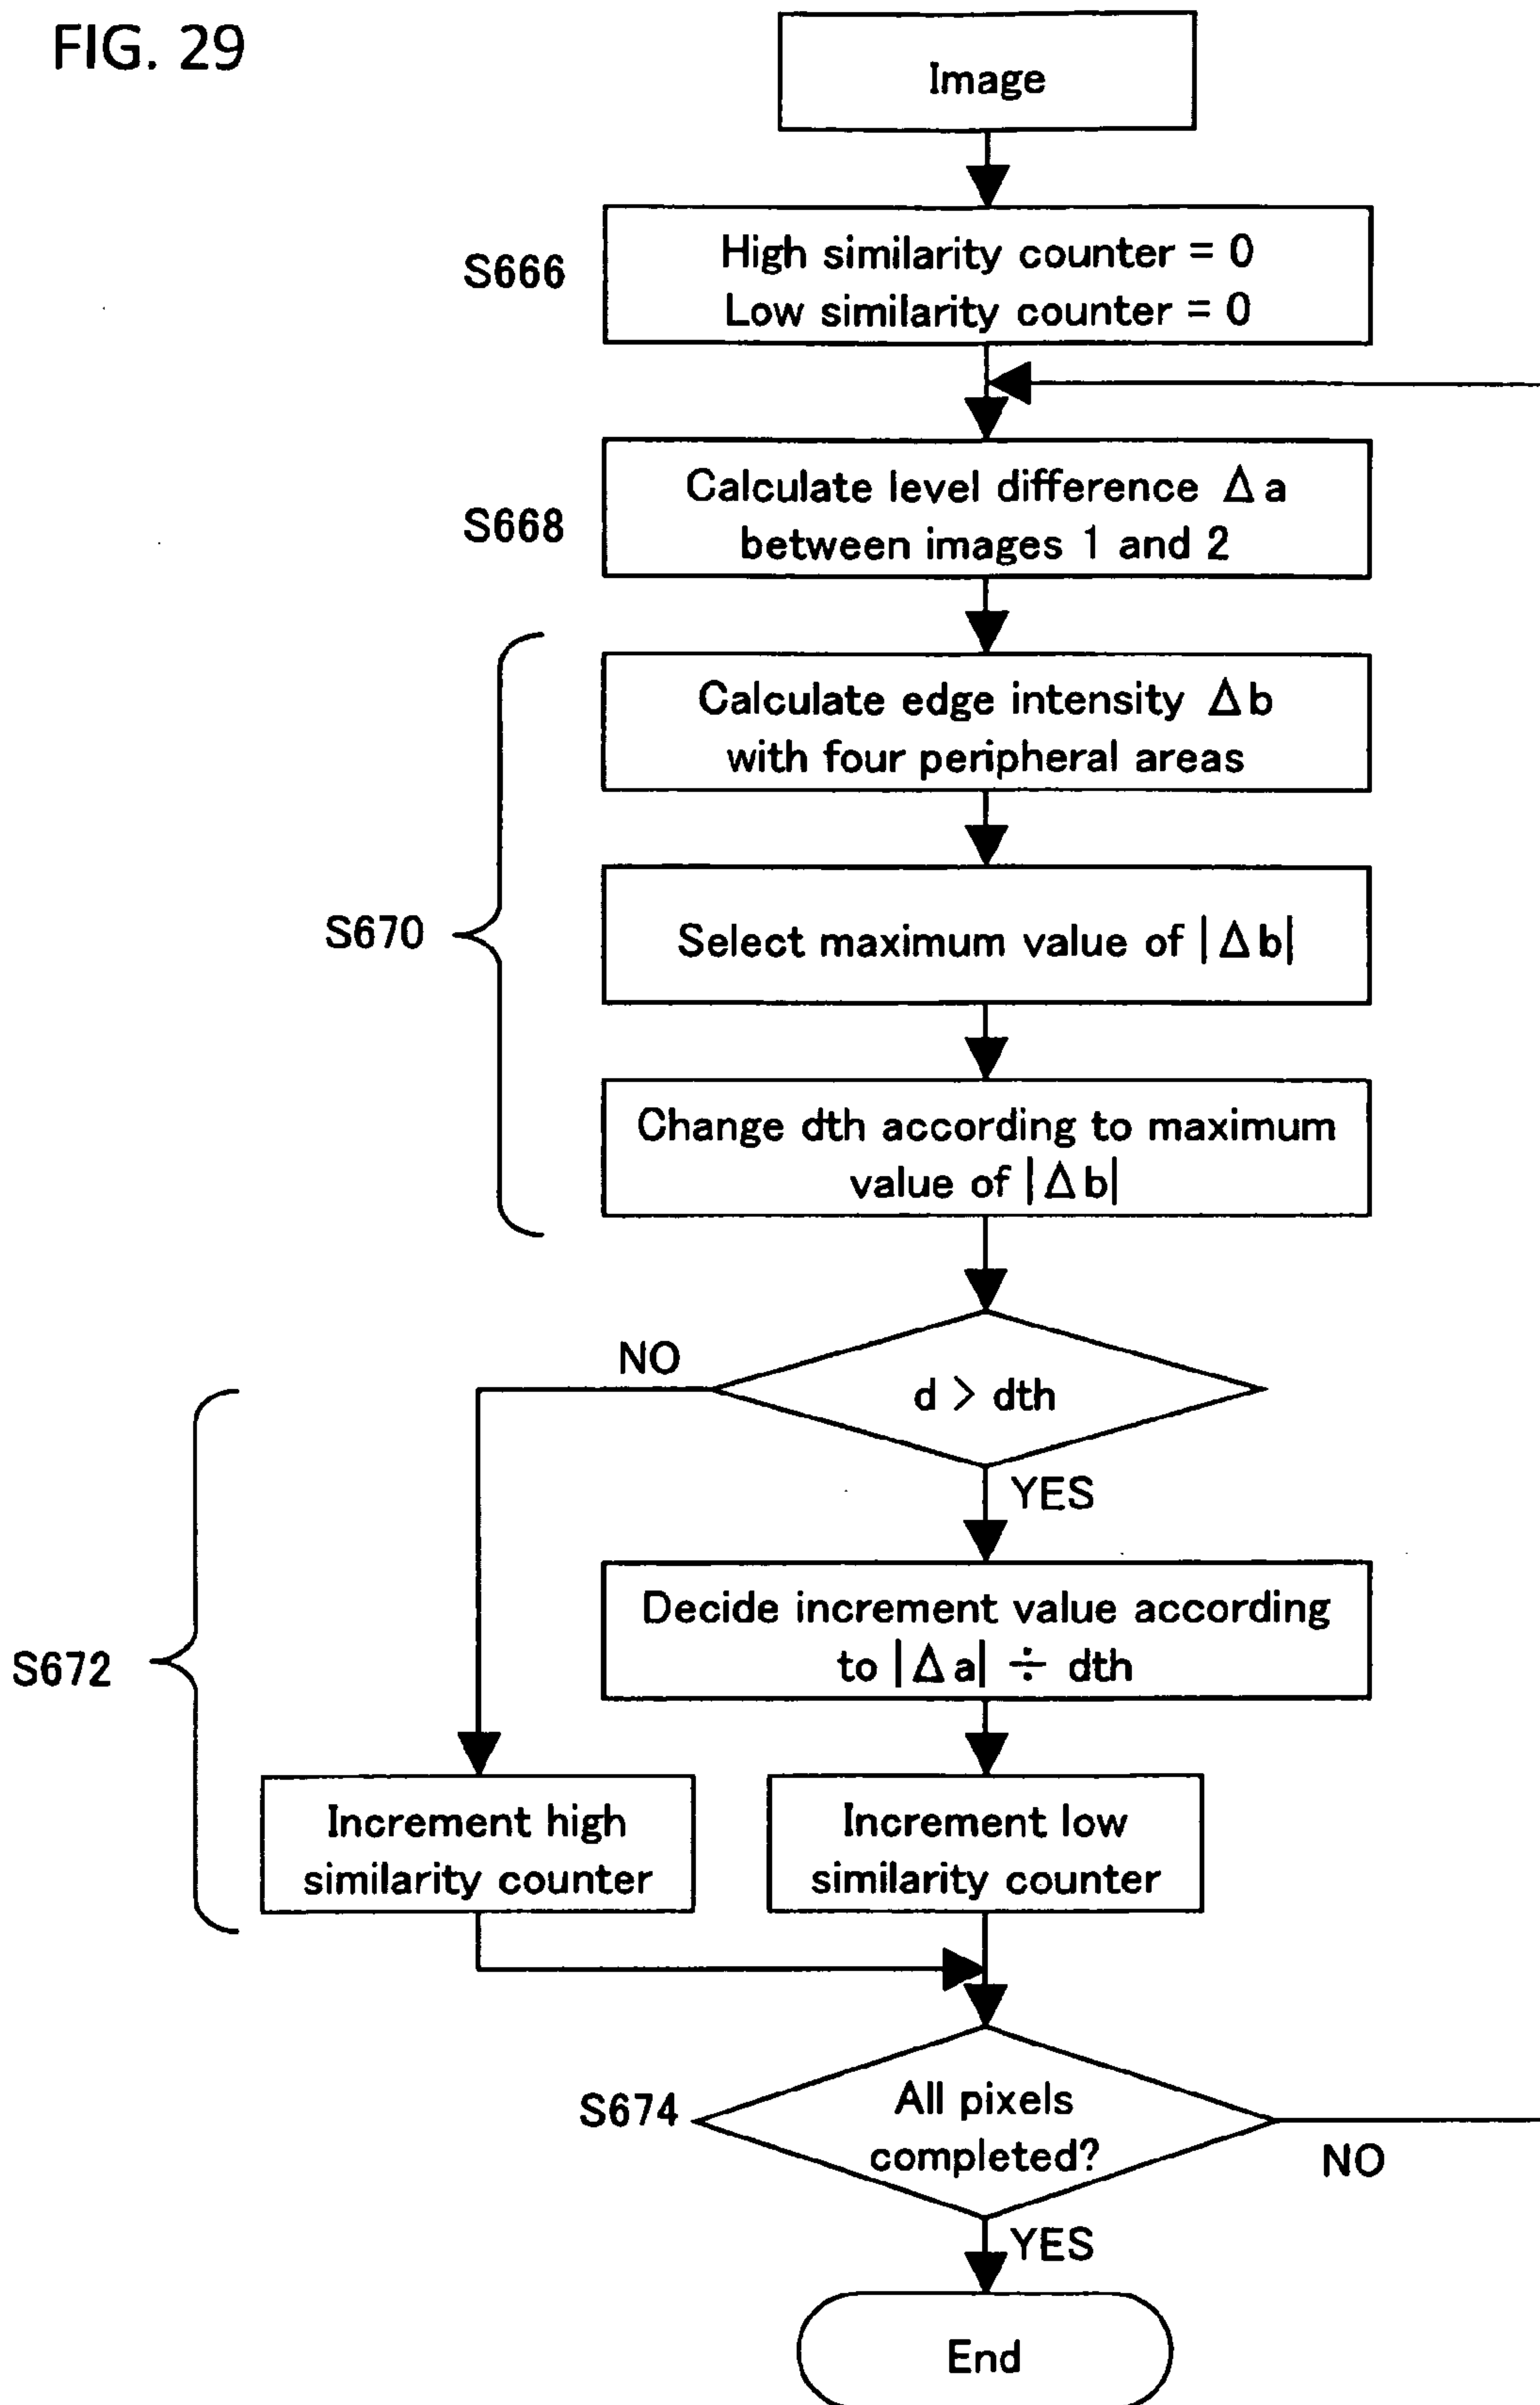 FIG. 29
Image
S666
High similarity counter = 0
Low similarity counter = 0
S668
Calculate level difference Δa
between images 1 and 2
S670
Calculate edge intensity Δb
with four peripheral areas
Select maximum value of |Δb|
Change dth according to maximum
value of |Δb|
S672
d > dth
NO
YES
Decide increment value according
to |Δa| ÷ dth
Increment high
similarity counter
Increment low
similarity counter
S674
All pixels
completed?
NO
YES
End